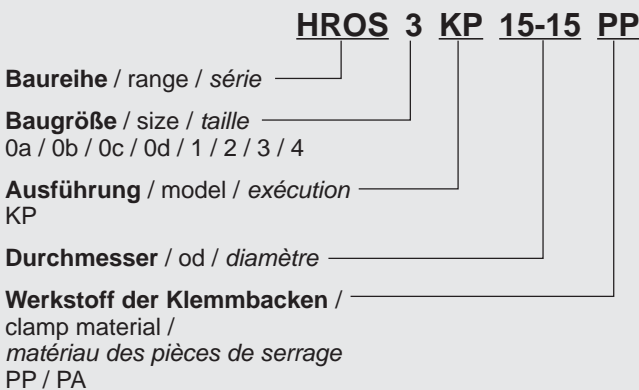 HROS 3 KP 15-15 PP
Baureihe / range / série
Baugröße / size / taille
0a / 0b / 0c / 0d / 1 / 2 / 3 / 4
Ausführung / model / exécution
KP
Durchmesser / od / diamètre
Werkstoff der Klemmbacken /
clamp material /
matériau des pièces de serrage
PP / PA